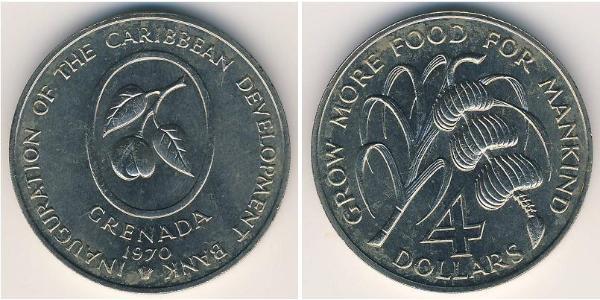 INAUGURATION OF THE CARIBBEAN DEVELOPMENT BANK
GRENADA
1970
GROW MORE FOOD FOR MANKIND
4
DOLLARS